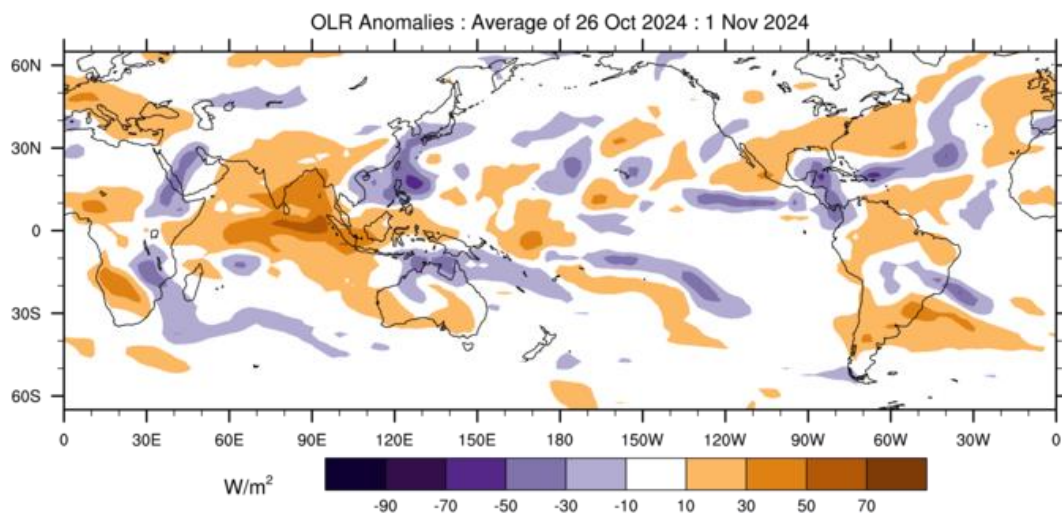 OLR Anomalies : Average of 26 Oct 2024 : 1 Nov 2024
60N
30N
0
30S
60S
0 30E 60E 90E 120E 150E 180 150W 120W 90W 60W 30W 0
W/m²
-90 -70 -50 -30 -10 10 30 50 70